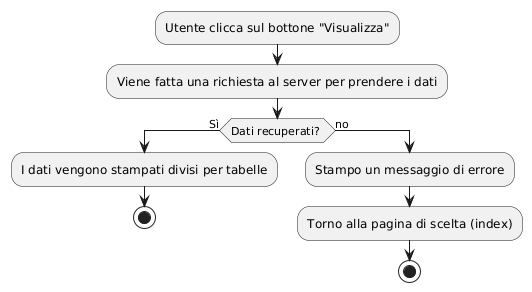 Utente clicca sul bottone "Visualizza"
Viene fatta una richiesta al server per prendere i dati
Sì
Dati recuperati?
no
I dati vengono stampati divisi per tabelle
Stampo un messaggio di errore
Torno alla pagina di scelta (index)